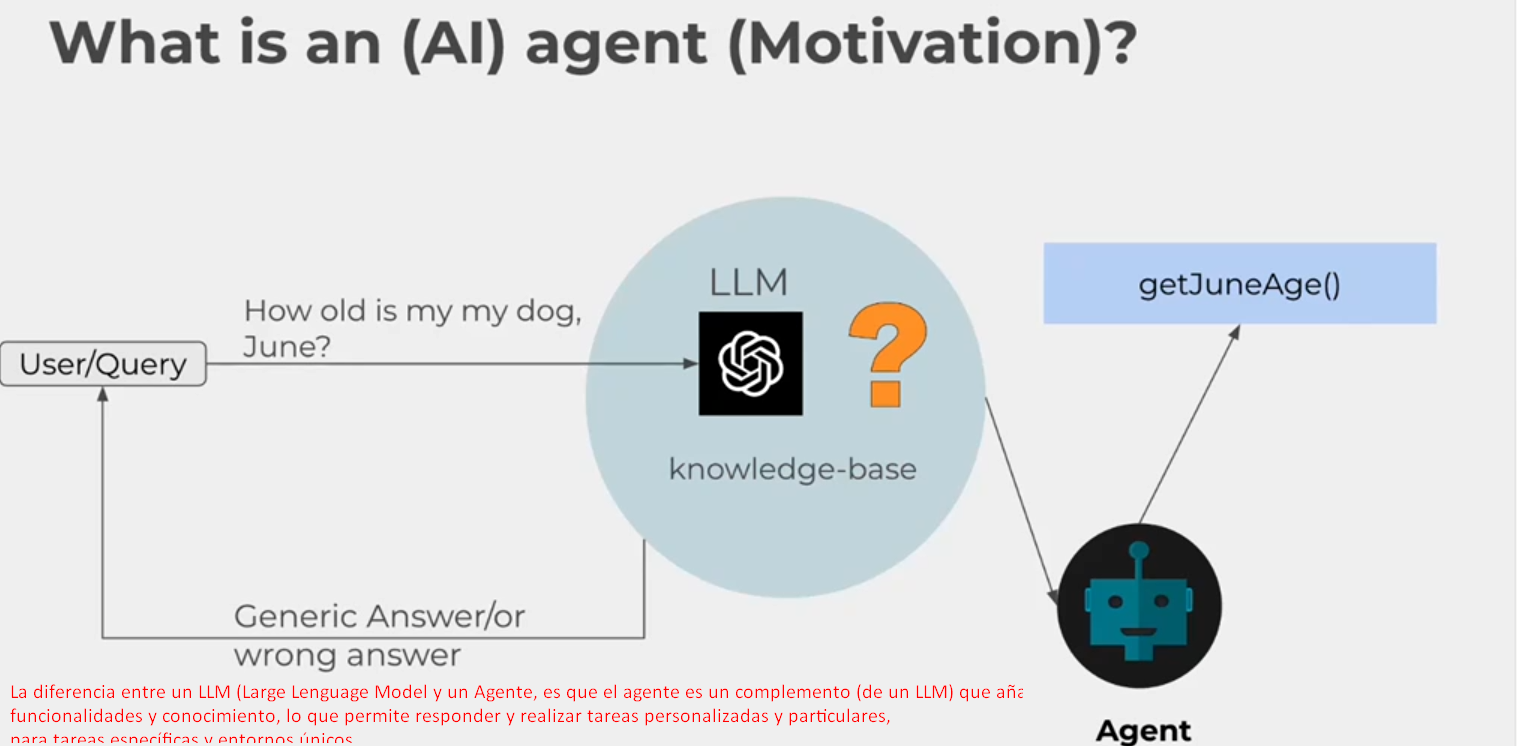 What is an (AI) agent (Motivation)?
LLM
getJuneAge()
How old is my my dog,
June?
User/Query
knowledge-base
Generic Answer/or
wrong answer
La diferencia entre un LLM (Large Lenguage Model y un Agente, es que el agente es un complemento (de un LLM) que aña
funcionalidades y conocimiento, lo que permite responder y realizar tareas personalizadas y particulares,
para tareas específicas y entornos únicos
Agent